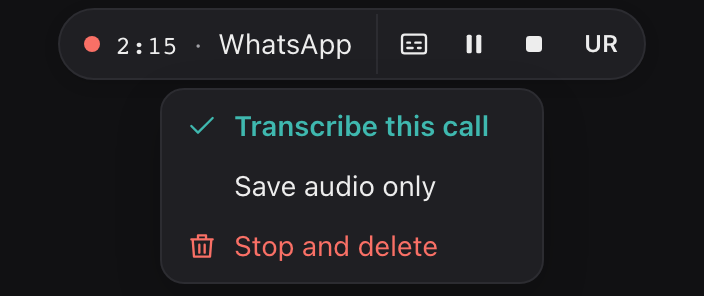 2:15 · WhatsApp UR
Transcribe this call
Save audio only
Stop and delete